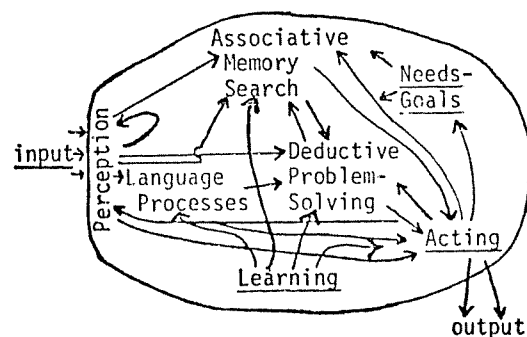 Associative
Memory
Search
Needs-
Goals
input
Perception
Deductive
Problem-
Solving
Language
Processes
Acting
Learning
output